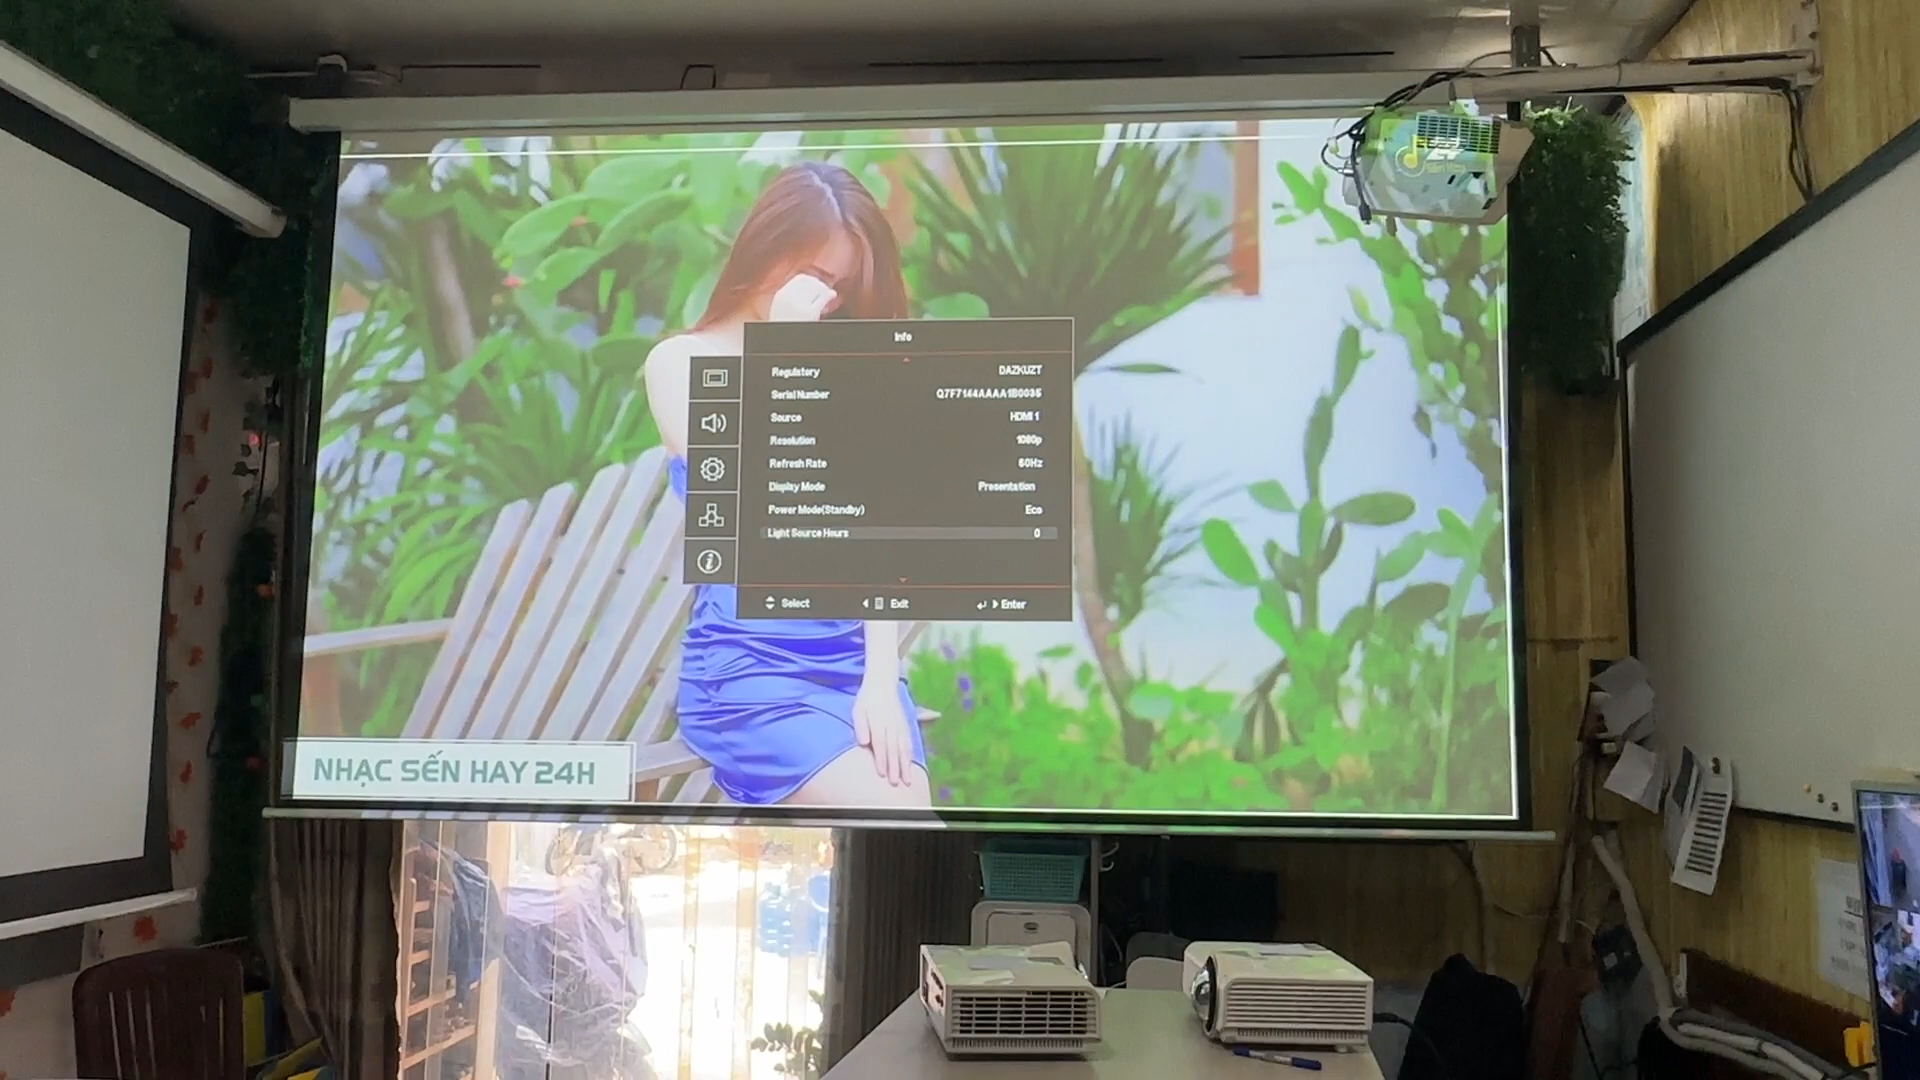 Info
Regulatory DAZKUZT
Serial Number Q7F7144AAAA1B0035
Source HDMI 1
Resolution 1080p
Refresh Rate 60Hz
Display Mode Presentation
Power Mode(Standby) Eco
Light Source Hours 0
Select Exit Enter
NHẠC SẾN HAY 24H